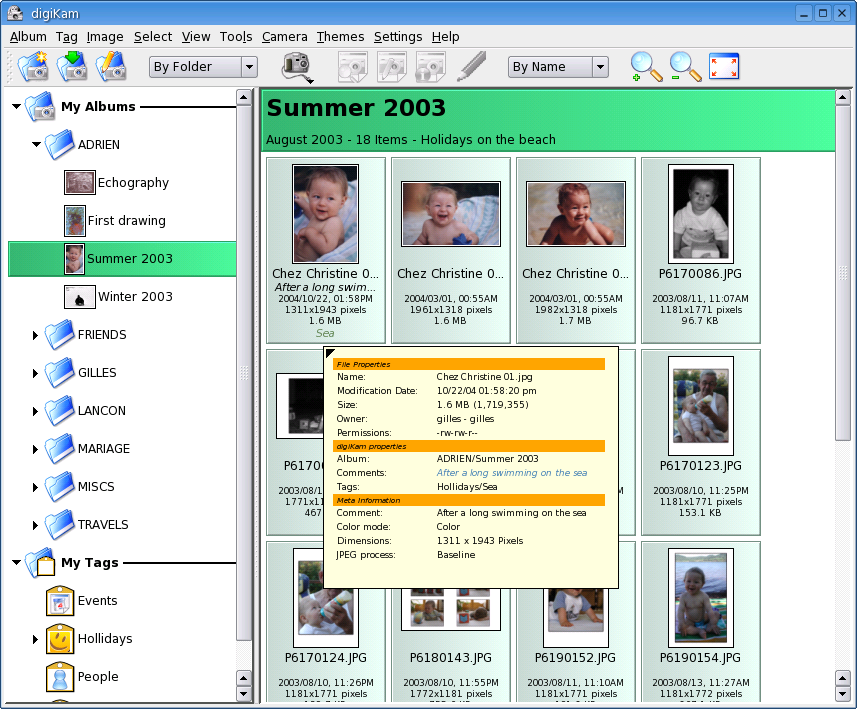 digiKam
Album Tag Image Select View Tools Camera Themes Settings Help
By Folder By Name
My Albums
ADRIEN
Echography
First drawing
Summer 2003
Winter 2003
FRIENDS
GILLES
LANCON
MARIAGE
MISCS
TRAVELS
My Tags
Events
Hollidays
People
Summer 2003
August 2003 - 18 Items - Holidays on the beach
Chez Christine 0...
After a long swim...
2004/10/22, 01:58PM
1311x1943 pixels
1.6 MB
Sea
Chez Christine 0...
2004/03/01, 00:55AM
1961x1318 pixels
1.6 MB
Chez Christine 0...
2004/03/01, 00:55AM
1982x1318 pixels
1.7 MB
P6170086.JPG
2003/08/11, 11:07AM
1181x1771 pixels
96.7 KB
File Properties
Name: Chez Christine 01.jpg
Modification Date: 10/22/04 01:58:20 pm
Size: 1.6 MB (1,719,355)
Owner: gilles - gilles
Permissions: -rw-rw-r--
digiKam properties
Album: ADRIEN/Summer 2003
Comments: After a long swimming on the sea
Tags: Hollidays/Sea
Meta Information
Comment: After a long swimming on the sea
Color mode: Color
Dimensions: 1311 x 1943 Pixels
JPEG process: Baseline
P6170123.JPG
2003/08/10, 11:25PM
1181x1771 pixels
153.1 KB
P6170124.JPG
2003/08/10, 11:26PM
1181x1771 pixels
P6180143.JPG
2003/08/10, 11:55PM
1772x1181 pixels
P6190152.JPG
2003/08/11, 11:10AM
1181x1771 pixels
P6190154.JPG
2003/08/13, 11:27AM
1181x1772 pixels